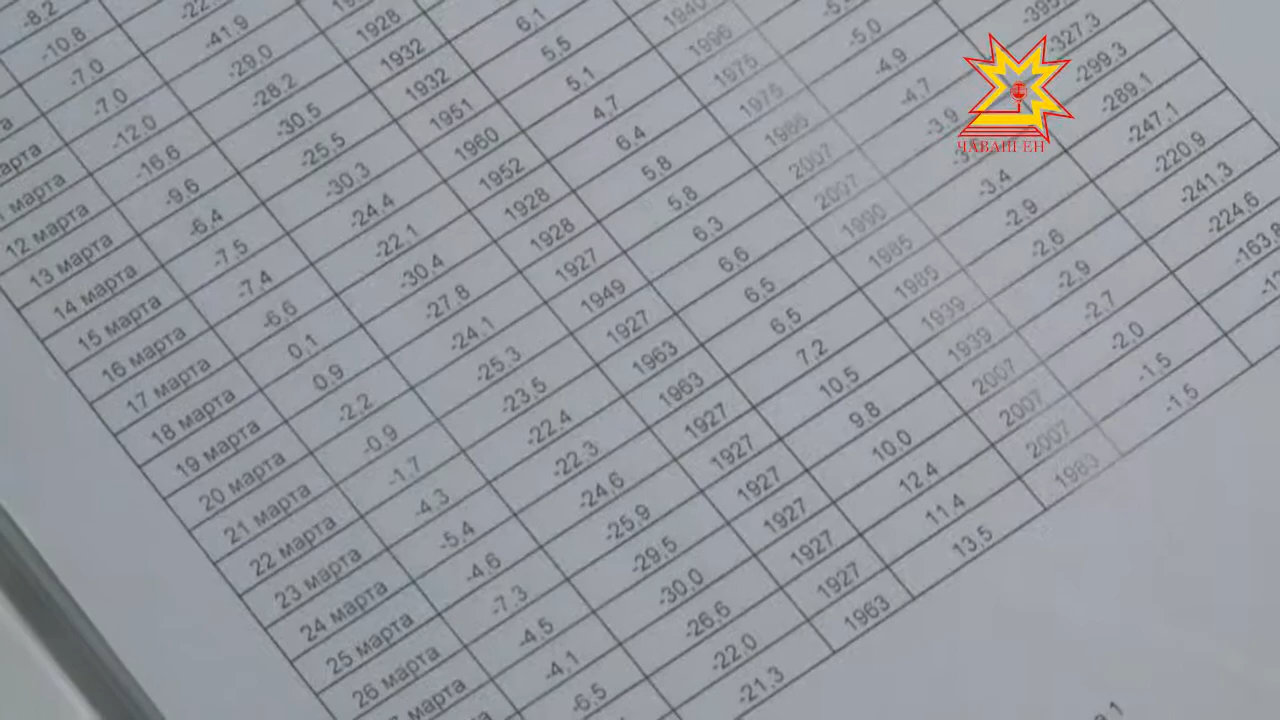 -8,2
-10,8
-7,0
-7,0 -41,9
марта -12,0 -29,0
12 марта -16,6 -28,2 1928
13 марта -9,6 -30,5 1932
14 марта -6,4 -25,5 1932 6,1
15 марта -7,5 -30,3 1951 5,5
16 марта -7,4 -24,4 1960 5,1 1940
17 марта -6,6 -22,1 1952 4,7 1996
18 марта 0,1 -30,4 1928 6,4 1975
19 марта 0,9 -27,8 1928 5,8 1975 -5,0
20 марта -2,2 -24,1 1927 5,8 1986 -4,9
21 марта -0,9 -25,3 1949 6,3 2007 -4,7
22 марта -1,7 -23,5 1927 6,6 2007 -3,9 -327,3
23 марта -4,3 -22,4 1963 6,5 1990 -299,3
24 марта -5,4 -22,3 1963 6,5 1985 -3,4 -289,1
25 марта -4,6 -24,6 1927 7,2 1985 -2,9 -247,1
26 марта -7,3 -25,9 1927 10,5 1939 -2,6 -220,9
марта -4,5 -29,5 1927 9,8 1939 -2,9 -241,3
-4,1 -30,0 1927 10,0 2007 -2,7 -224,6
-6,5 -26,6 1927 12,4 2007 -2,0 -163,8
-22,0 1927 11,4 2007 -1,5
-21,3 1963 13,5 1983 -1,5
ЧĂВАШ ЕН